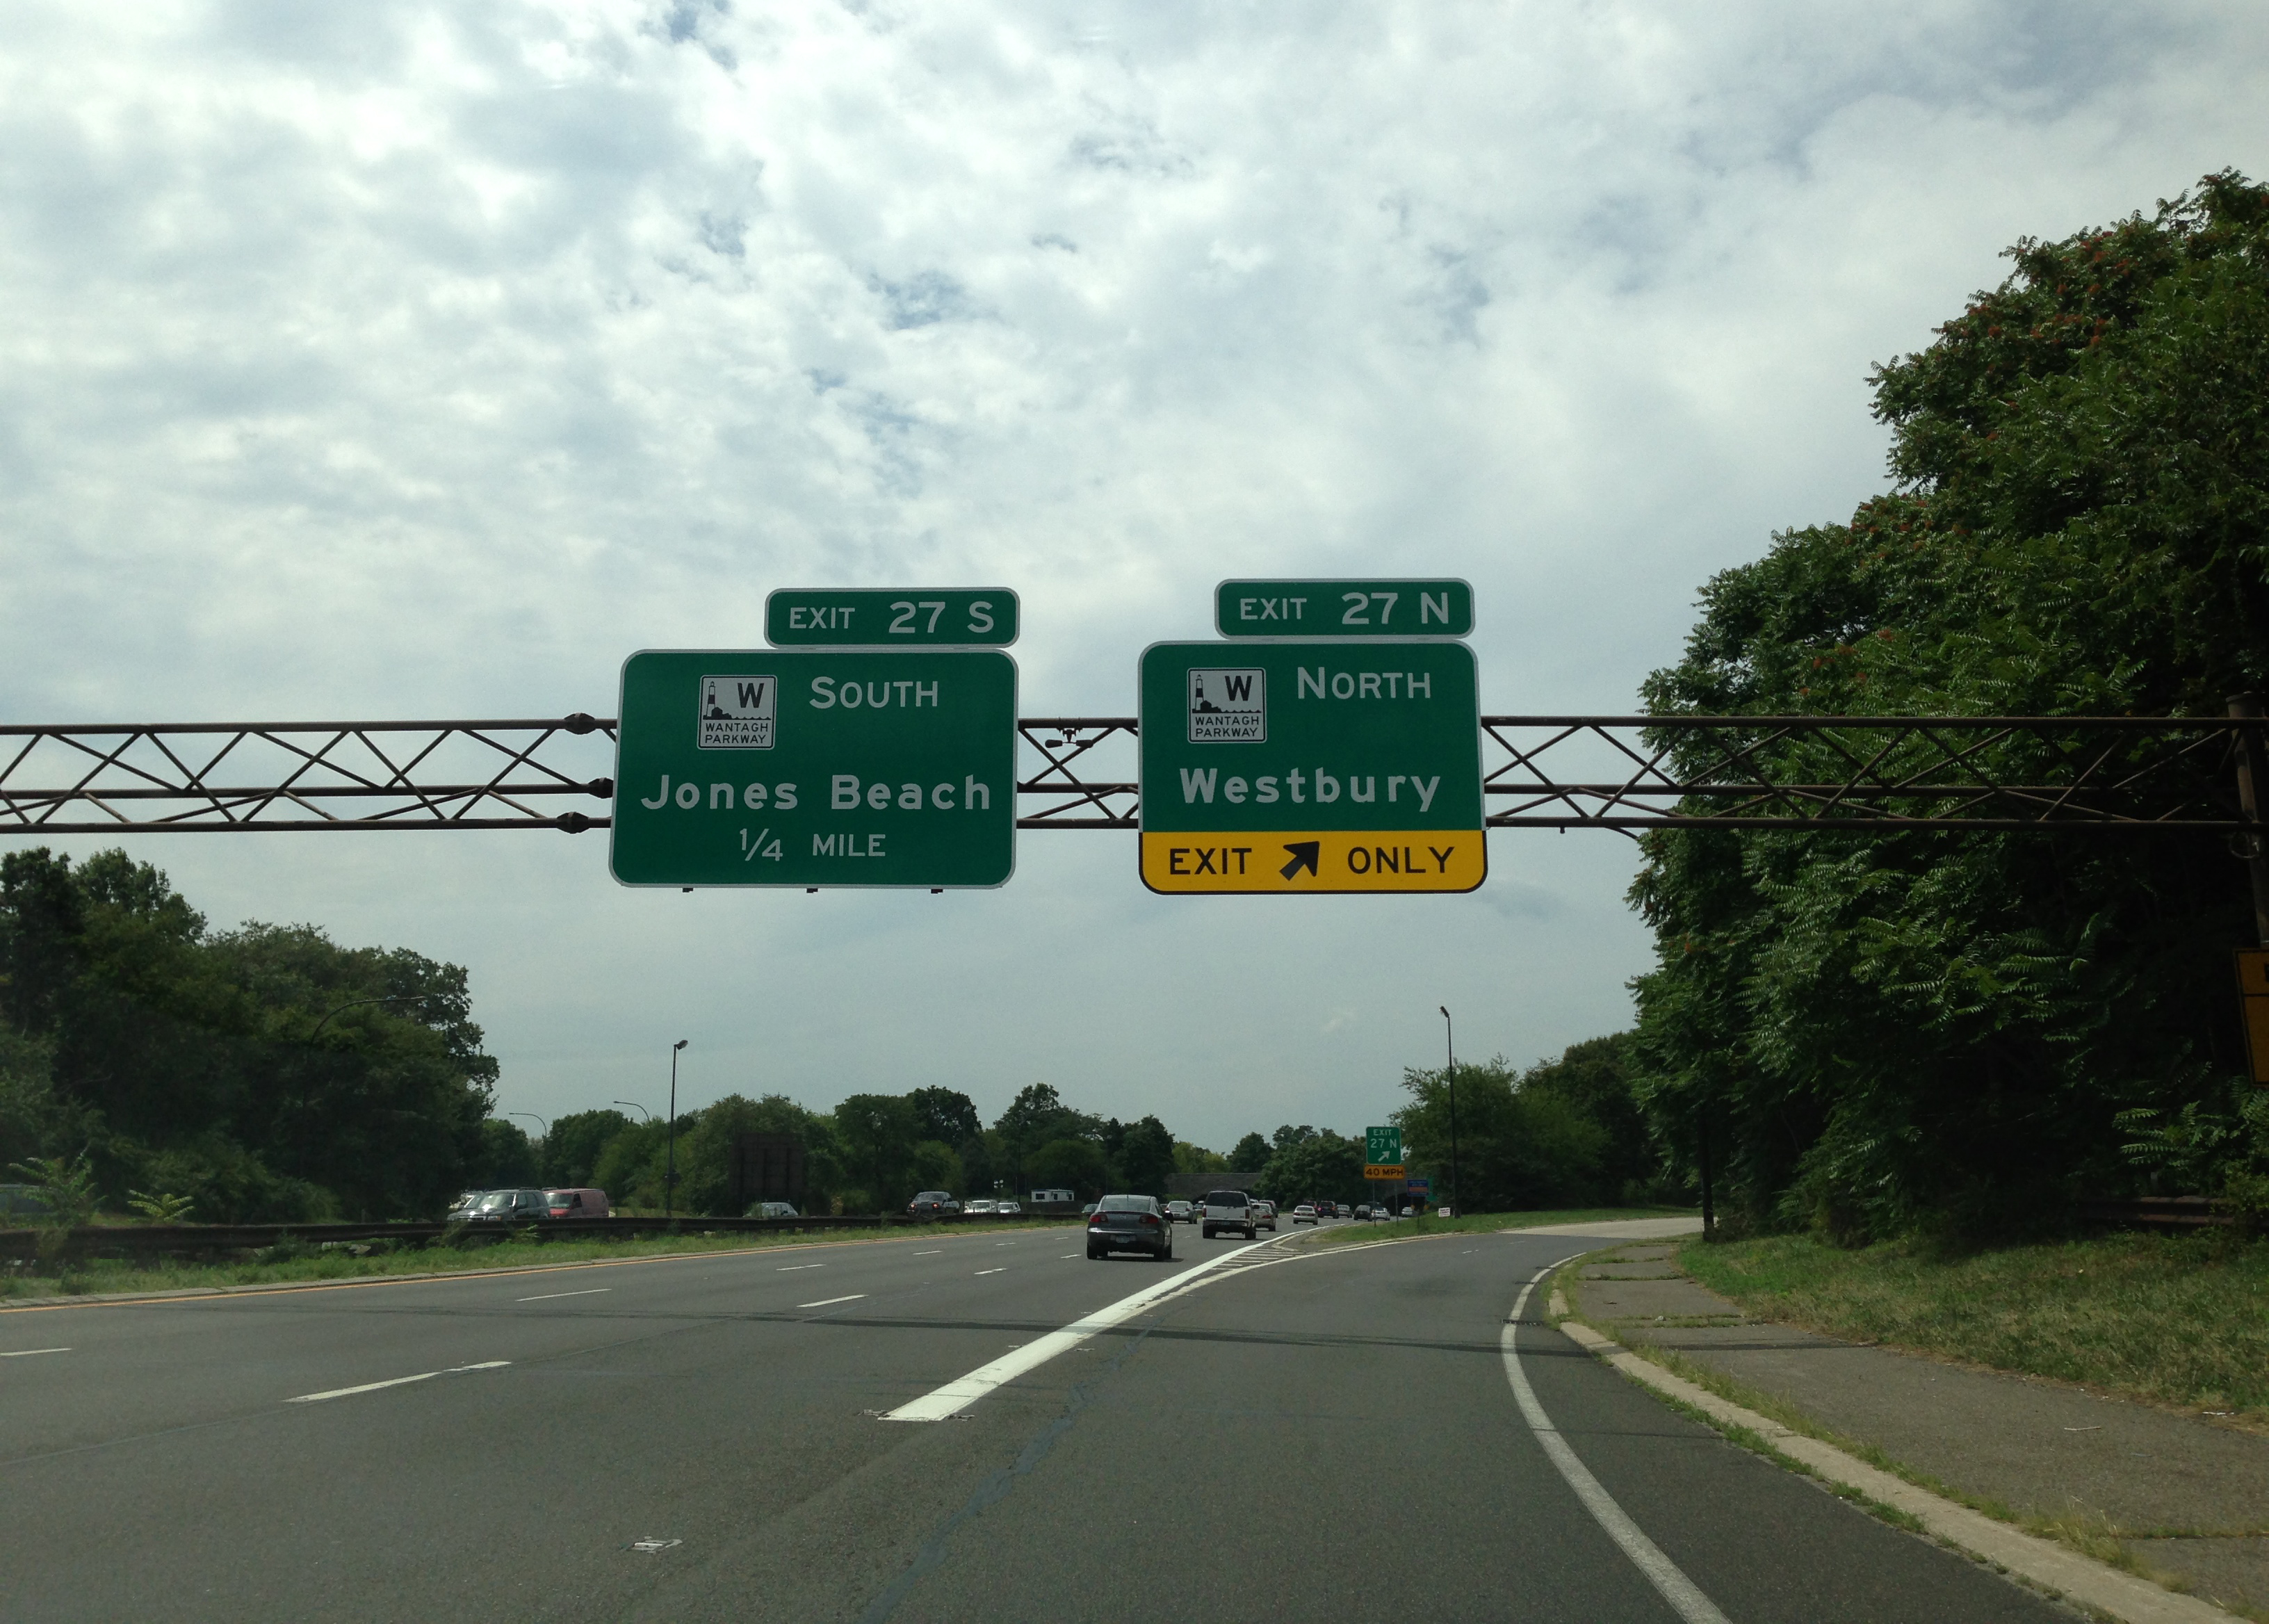 EXIT 27 S
W SOUTH
WANTAGH
PARKWAY
Jones Beach
1/4 MILE
EXIT 27 N
W NORTH
WANTAGH
PARKWAY
Westbury
EXIT ONLY
EXIT
27 N
40 MPH